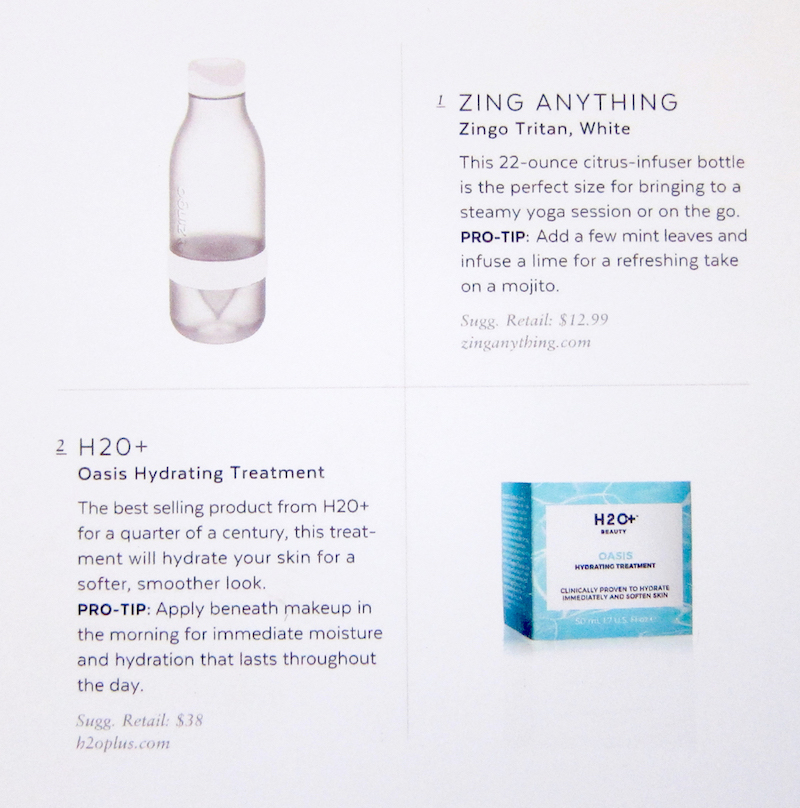 1 ZING ANYTHING
Zingo Tritan, White
This 22-ounce citrus-infuser bottle
is the perfect size for bringing to a
steamy yoga session or on the go.
PRO-TIP: Add a few mint leaves and
infuse a lime for a refreshing take
on a mojito.
Sugg. Retail: $12.99
zinganything.com
2 H2O+
Oasis Hydrating Treatment
The best selling product from H2O+
for a quarter of a century, this treat-
ment will hydrate your skin for a
softer, smoother look.
PRO-TIP: Apply beneath makeup in
the morning for immediate moisture
and hydration that lasts throughout
the day.
Sugg. Retail: $38
h2oplus.com
H2O+
BEAUTY
OASIS
HYDRATING TREATMENT
CLINICALLY PROVEN TO HYDRATE
IMMEDIATELY AND SOFTEN SKIN
50 mL